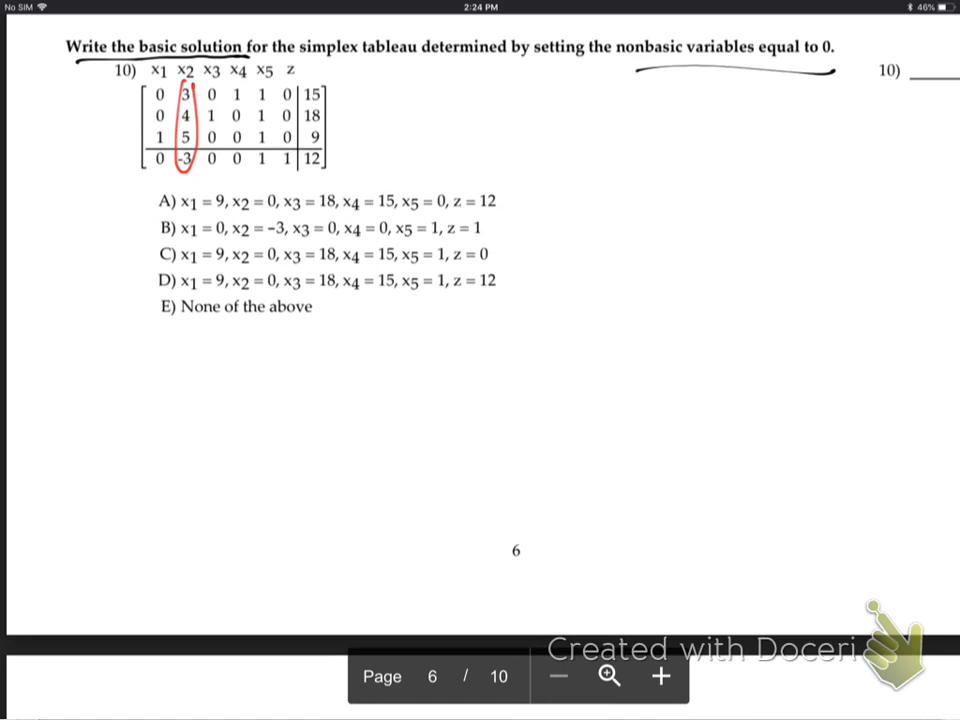 No SIM 2:24 PM 46%
Write the basic solution for the simplex tableau determined by setting the nonbasic variables equal to 0.
10) x1 x2 x3 x4 x5 z 10)
0 3 0 1 1 0 15
0 4 1 0 1 0 18
1 5 0 0 1 0 9
0 -3 0 0 1 1 12
A) x1 = 9, x2 = 0, x3 = 18, x4 = 15, x5 = 0, z = 12
B) x1 = 0, x2 = -3, x3 = 0, x4 = 0, x5 = 1, z = 1
C) x1 = 9, x2 = 0, x3 = 18, x4 = 15, x5 = 1, z = 0
D) x1 = 9, x2 = 0, x3 = 18, x4 = 15, x5 = 1, z = 12
E) None of the above
6
Created with Doceri
Page 6 / 10